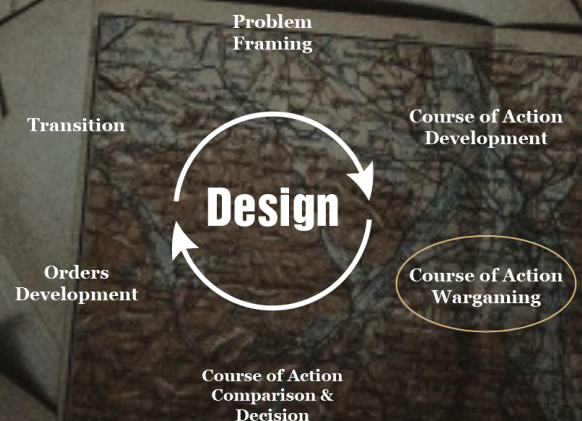 Problem
Framing
Transition
Course of Action
Development
Design
Orders
Development
Course of Action
Wargaming
Course of Action
Comparison &
Decision